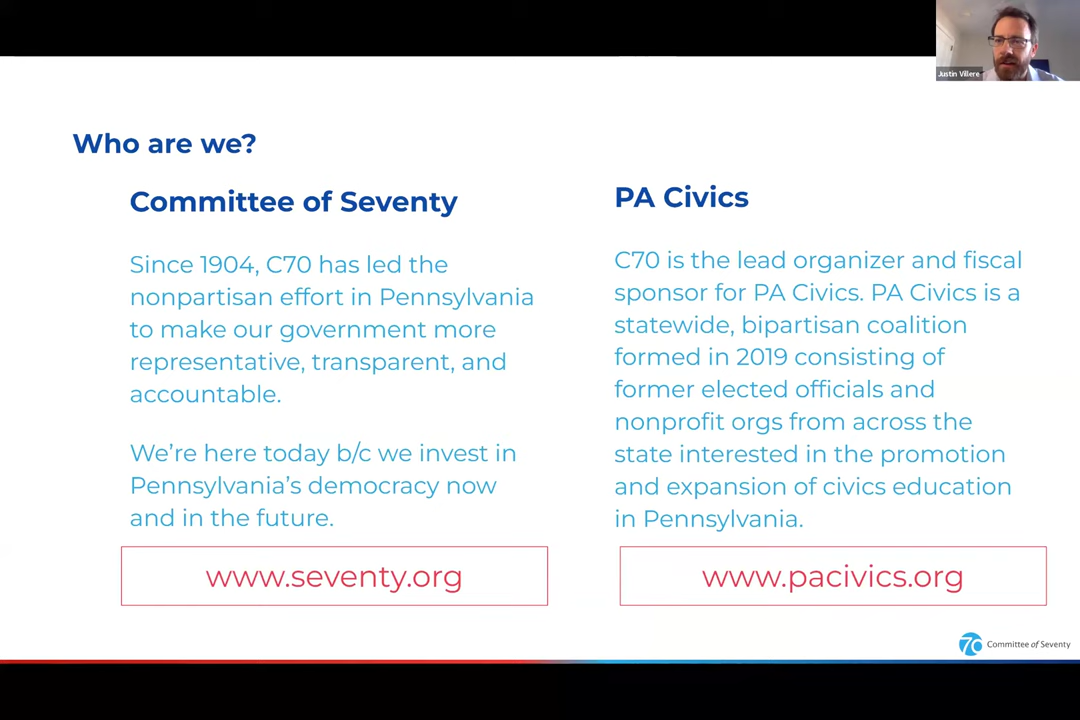 Justin Villere
Who are we?
Committee of Seventy
Since 1904, C70 has led the
nonpartisan effort in Pennsylvania
to make our government more
representative, transparent, and
accountable.
We're here today b/c we invest in
Pennsylvania's democracy now
and in the future.
www.seventy.org
PA Civics
C70 is the lead organizer and fiscal
sponsor for PA Civics. PA Civics is a
statewide, bipartisan coalition
formed in 2019 consisting of
former elected officials and
nonprofit orgs from across the
state interested in the promotion
and expansion of civics education
in Pennsylvania.
www.pacivics.org
70 Committee of Seventy